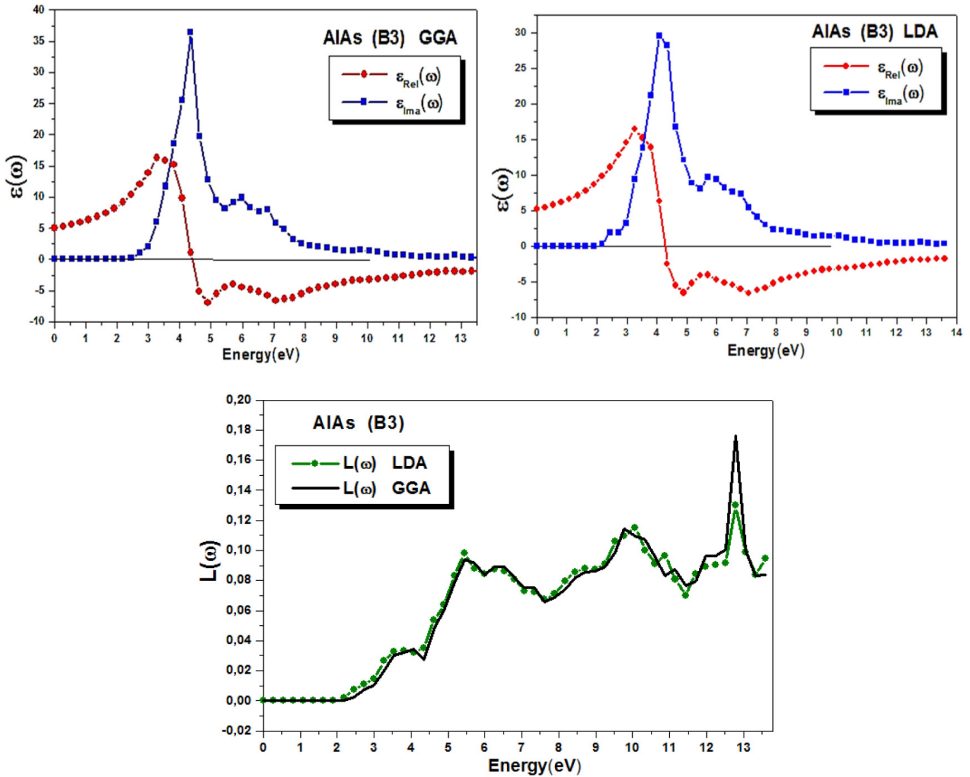 AlAs (B3) GGA
ε_Rel(ω)
ε_Ima(ω)
ε(ω)
40
35
30
25
20
15
10
5
0
-5
-10
0 1 2 3 4 5 6 7 8 9 10 11 12 13
Energy(eV)
AlAs (B3) LDA
ε_Rel(ω)
ε_Ima(ω)
ε(ω)
30
25
20
15
10
5
0
-5
-10
0 1 2 3 4 5 6 7 8 9 10 11 12 13 14
Energy(eV)
AlAs (B3)
L(ω) LDA
L(ω) GGA
L(ω)
0,20
0,18
0,16
0,14
0,12
0,10
0,08
0,06
0,04
0,02
0,00
-0,02
0 1 2 3 4 5 6 7 8 9 10 11 12 13
Energy(eV)